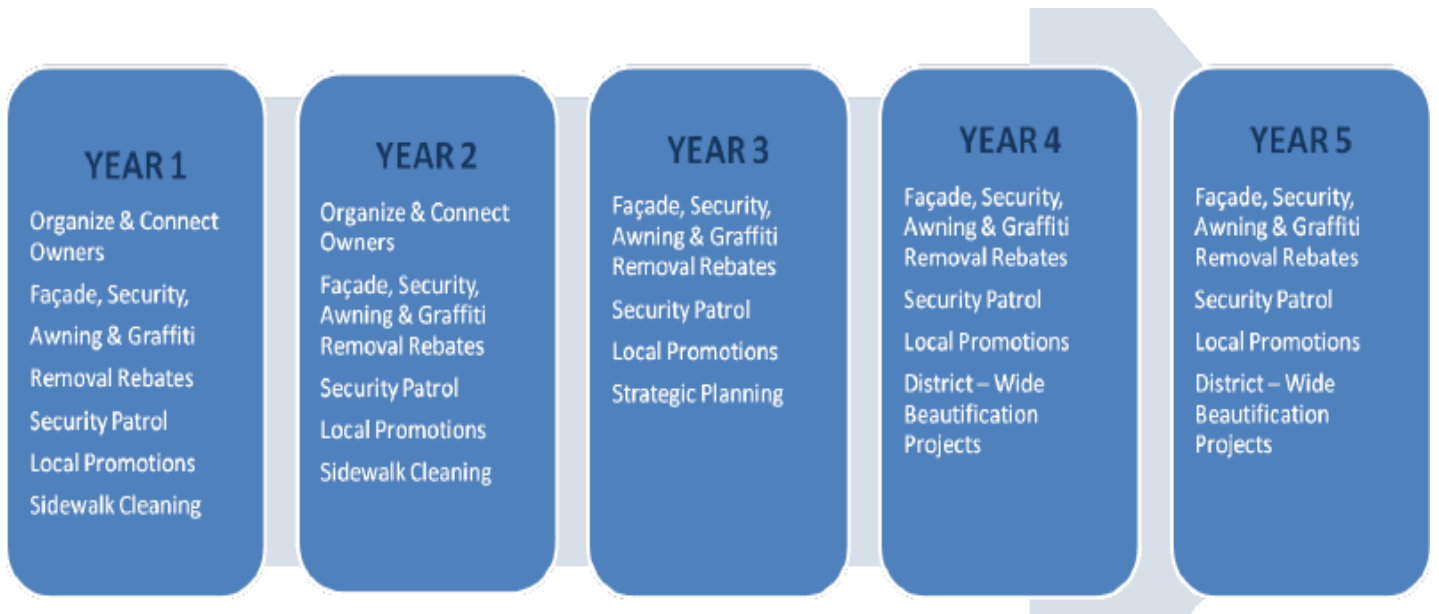 YEAR 1
Organize & Connect
Owners
Façade, Security,
Awning & Graffiti
Removal Rebates
Security Patrol
Local Promotions
Sidewalk Cleaning
YEAR 2
Organize & Connect
Owners
Façade, Security,
Awning & Graffiti
Removal Rebates
Security Patrol
Local Promotions
Sidewalk Cleaning
YEAR 3
Façade, Security,
Awning & Graffiti
Removal Rebates
Security Patrol
Local Promotions
Strategic Planning
YEAR 4
Façade, Security,
Awning & Graffiti
Removal Rebates
Security Patrol
Local Promotions
District – Wide
Beautification
Projects
YEAR 5
Façade, Security,
Awning & Graffiti
Removal Rebates
Security Patrol
Local Promotions
District – Wide
Beautification
Projects